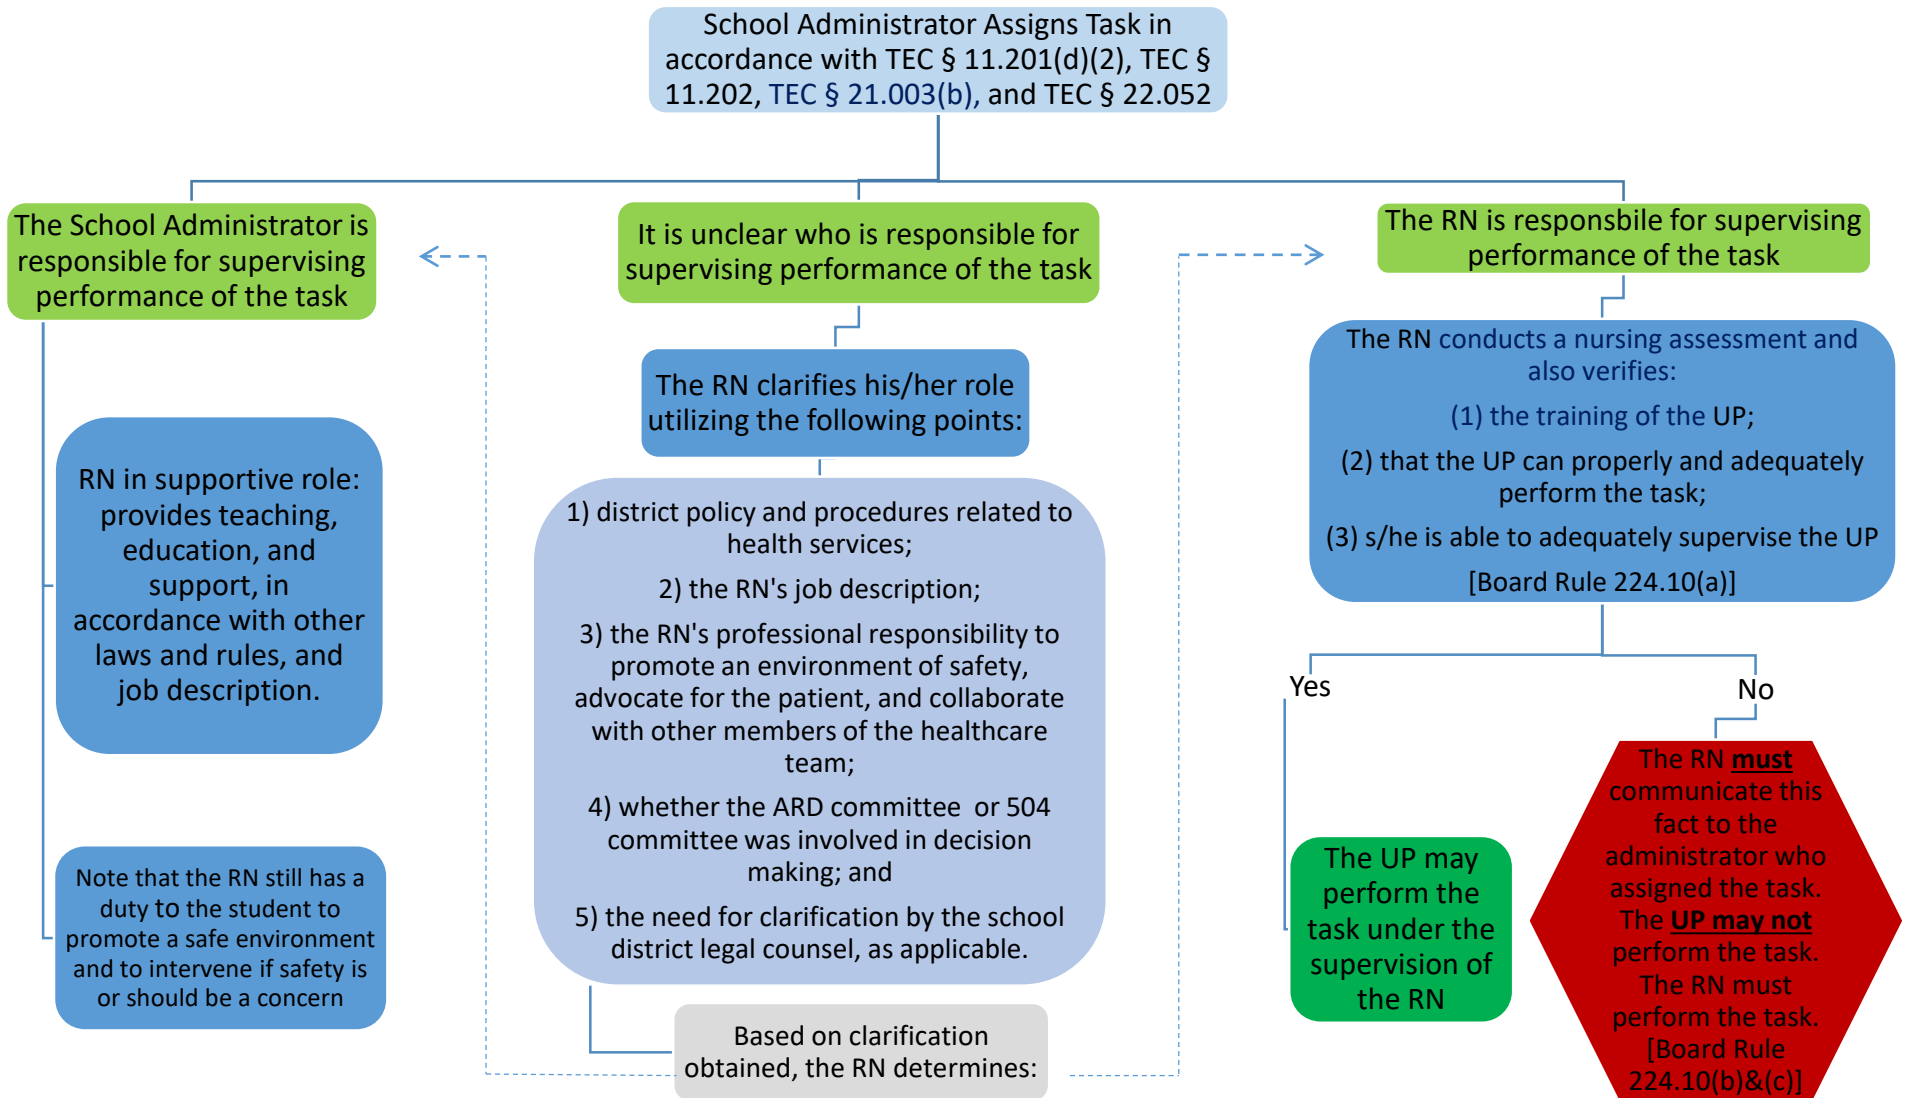 School Administrator Assigns Task in
accordance with TEC § 11.201(d)(2), TEC §
11.202, TEC § 21.003(b), and TEC § 22.052
The School Administrator is
responsible for supervising
performance of the task
RN in supportive role:
provides teaching,
education, and
support, in
accordance with other
laws and rules, and
job description.
Note that the RN still has a
duty to the student to
promote a safe environment
and to intervene if safety is
or should be a concern
It is unclear who is responsible for
supervising performance of the task
The RN clarifies his/her role
utilizing the following points:
1) district policy and procedures related to
health services;
2) the RN's job description;
3) the RN's professional responsibility to
promote an environment of safety,
advocate for the patient, and collaborate
with other members of the healthcare
team;
4) whether the ARD committee  or 504
committee was involved in decision
making; and
5) the need for clarification by the school
district legal counsel, as applicable.
Based on clarification
obtained, the RN determines:
The RN is responsbile for supervising
performance of the task
The RN conducts a nursing assessment and
also verifies:
(1) the training of the UP;
(2) that the UP can properly and adequately
perform the task;
(3) s/he is able to adequately supervise the UP
[Board Rule 224.10(a)]
Yes
The UP may
perform the
task under the
supervision of
the RN
No
The RN must
communicate this
fact to the
administrator who
assigned the task.
The UP may not
perform the task.
The RN must
perform the task.
[Board Rule
224.10(b)&(c)]